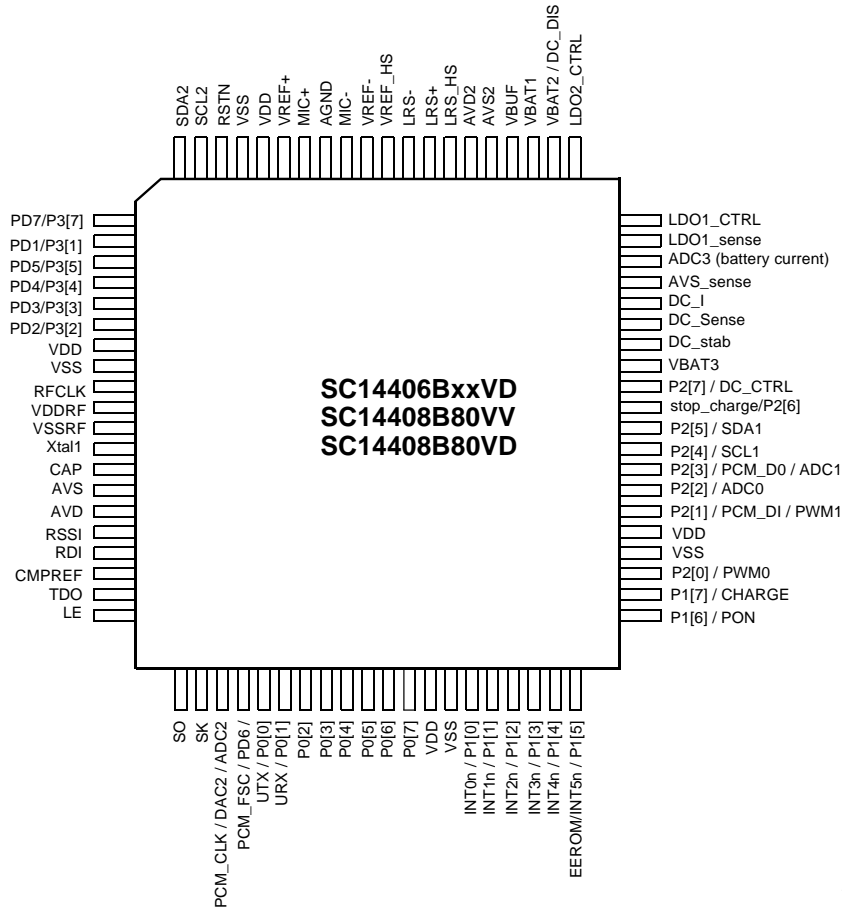 SDA2
SCL2
RSTN
VSS
VDD
VREF+
MIC+
AGND
MIC-
VREF-
VREF_HS
LRS-
LRS+
LRS_HS
AVD2
AVS2
VBUF
VBAT1
VBAT2 / DC_DIS
LDO2_CTRL
PD7/P3[7]
PD1/P3[1]
PD5/P3[5]
PD4/P3[4]
PD3/P3[3]
PD2/P3[2]
VDD
VSS
RFCLK
VDDRF
VSSRF
Xtal1
CAP
AVS
AVD
RSSI
RDI
CMPREF
TDO
LE
SC14406BxxVD
SC14408B80VV
SC14408B80VD
LDO1_CTRL
LDO1_sense
ADC3 (battery current)
AVS_sense
DC_I
DC_Sense
DC_stab
VBAT3
P2[7] / DC_CTRL
stop_charge/P2[6]
P2[5] / SDA1
P2[4] / SCL1
P2[3] / PCM_D0 / ADC1
P2[2] / ADC0
P2[1] / PCM_DI / PWM1
VDD
VSS
P2[0] / PWM0
P1[7] / CHARGE
P1[6] / PON
SO
SK
PCM_CLK / DAC2 / ADC2
PCM_FSC / PD6 /
UTX / P0[0]
URX / P0[1]
P0[2]
P0[3]
P0[4]
P0[5]
P0[6]
P0[7]
VDD
VSS
INT0n / P1[0]
INT1n / P1[1]
INT2n / P1[2]
INT3n / P1[3]
INT4n / P1[4]
EEROM/INT5n / P1[5]